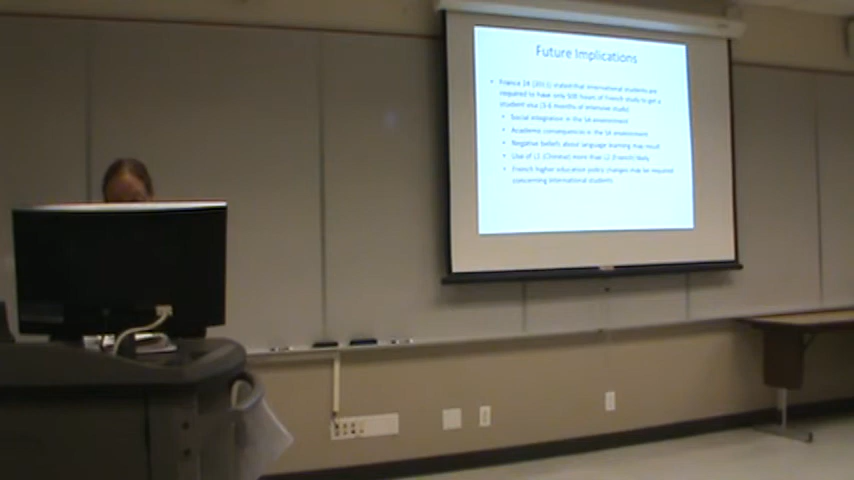 Future Implications
• France 24 (2011) stated that international students are
required to have only 500 hours of French study to get a
student visa (3-6 months of intensive study)
• Social integration in the SA environment
• Academic consequences in the SA environment
• Negative beliefs about language learning may result
• Use of L1 (Chinese) more than L2 (French) likely
• French higher education policy changes may be required
concerning international students